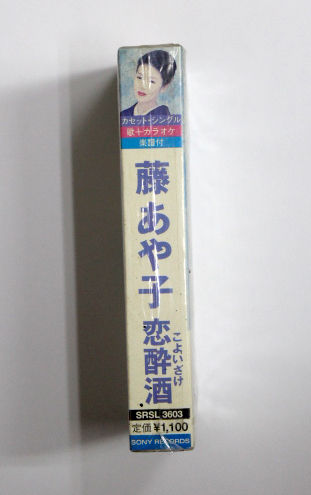 カセット・シングル
歌+カラオケ
楽譜付
藤あや子
恋酔酒
こよいざけ
SRSL 3603
定価¥1,100
SONY RECORDS